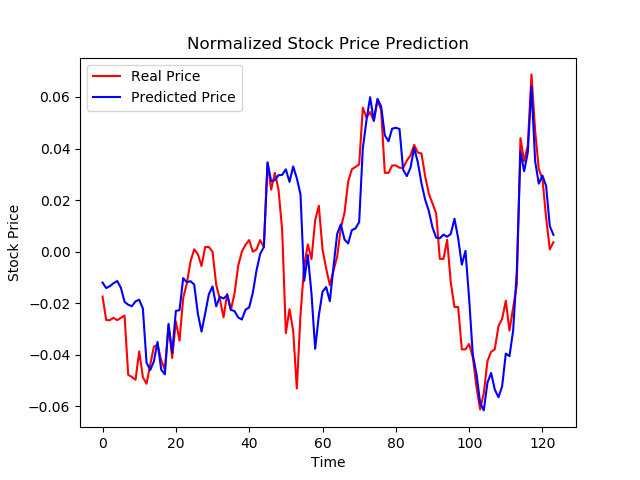 Normalized Stock Price Prediction
Real Price
Predicted Price
Stock Price
0.06
0.04
0.02
0.00
−0.02
−0.04
−0.06
0
20
40
60
80
100
120
Time